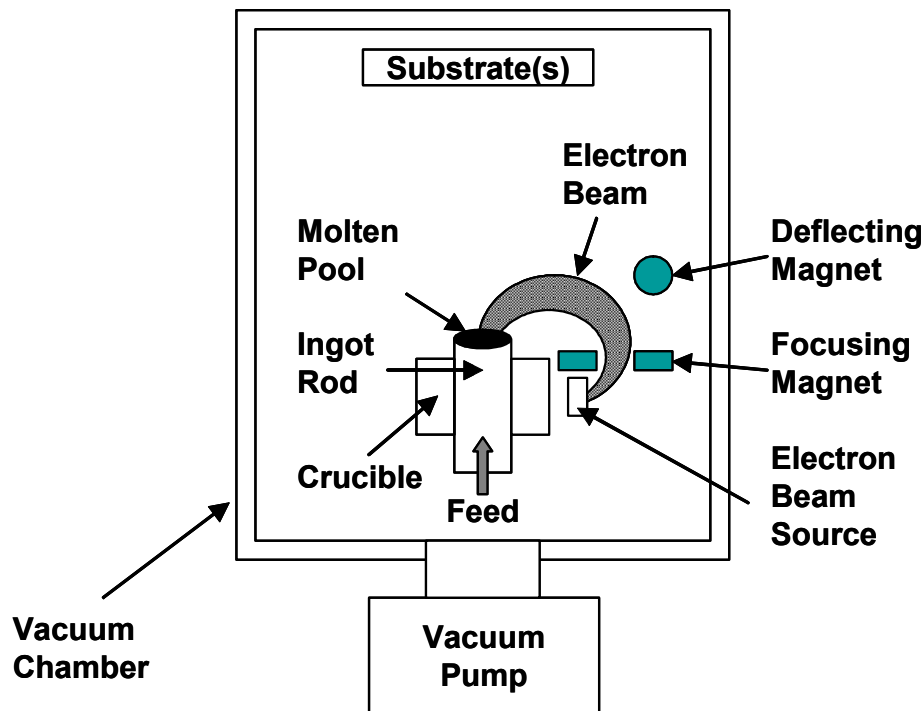 Substrate(s)
Electron
Beam
Molten
Pool
Deflecting
Magnet
Ingot
Rod
Focusing
Magnet
Crucible
Feed
Electron
Beam
Source
Vacuum
Chamber
Vacuum
Pump